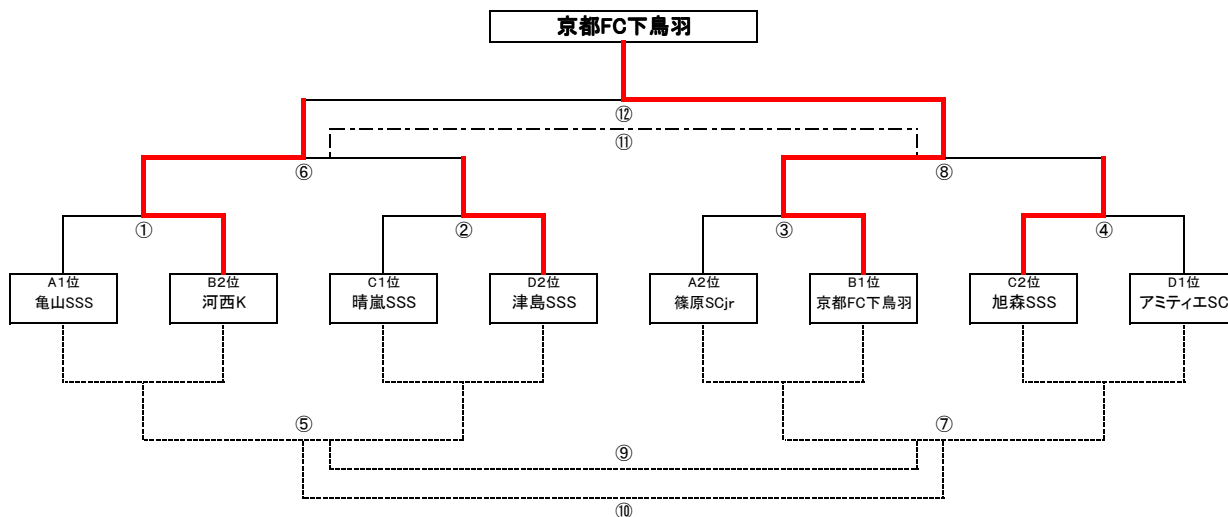 京都FC下鳥羽
⑫
⑪
⑥
⑧
①
②
③
④
A1位
亀山SSS
B2位
河西K
C1位
晴嵐SSS
D2位
津島SSS
A2位
篠原SCjr
B1位
京都FC下鳥羽
C2位
旭森SSS
D1位
アミティエSC
⑤
⑦
⑨
⑩